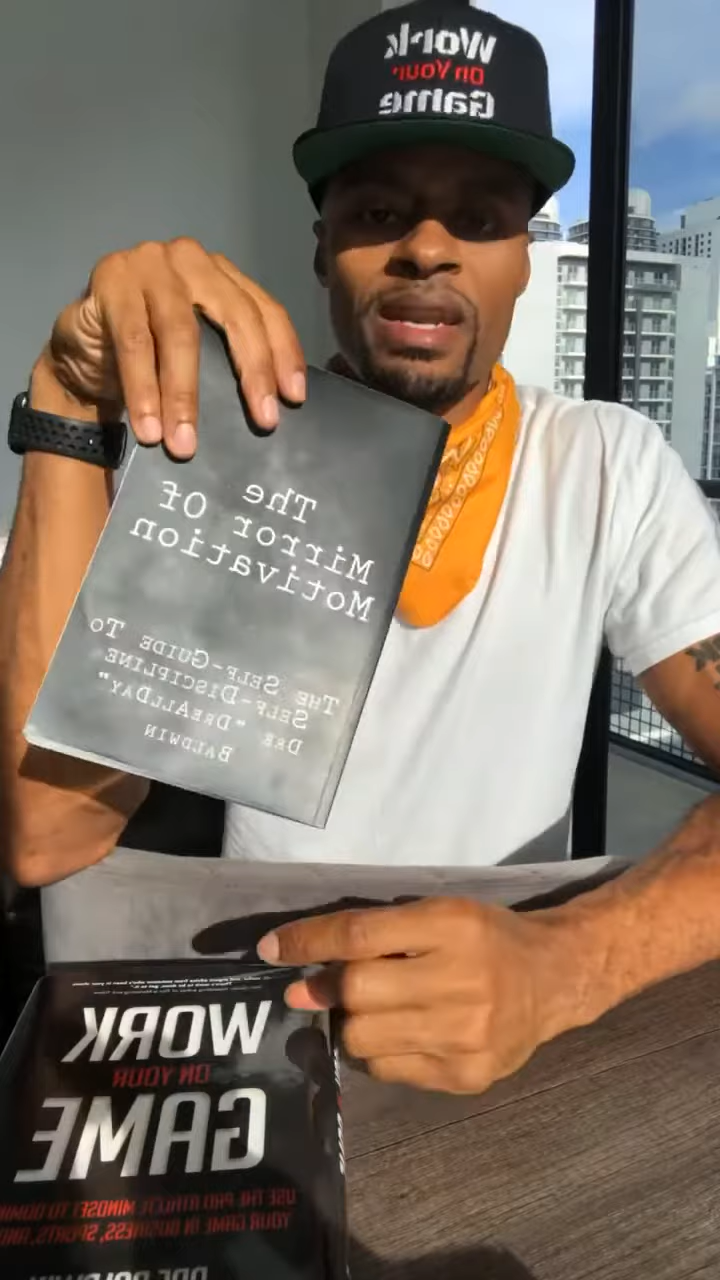 Work
On Your
Game
The
Mirror Of
Motivation
THE SELF-GUIDE TO
SELF-DISCIPLINE
DRE "DREALLDAY"
BALDWIN
WORK
ON YOUR
GAME
USE THE PRO ATHLETE MINDSET TO
YOUR GAME IN BUSINESS, SPORTS, AND
DRE